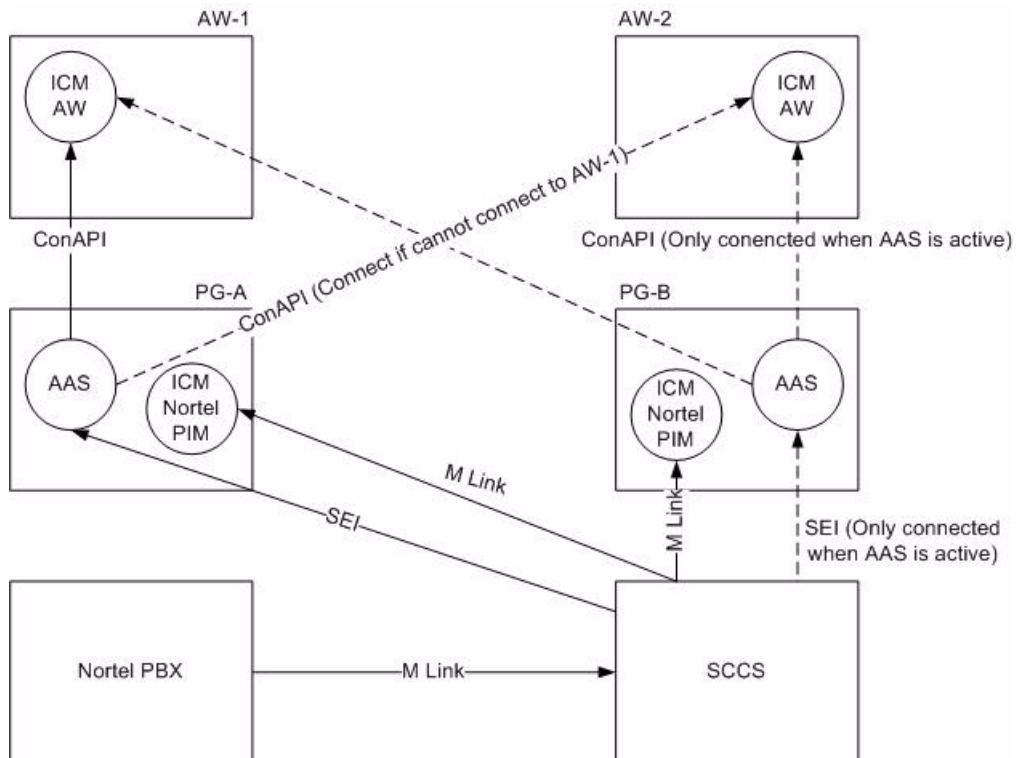 AW-1
AW-2
ICM
AW
ICM
AW
ConAPI
ConAPI (Connect if cannot connect to AW-1)
ConAPI (Only conencted when AAS is active)
PG-A
PG-B
AAS
ICM
Nortel
PIM
ICM
Nortel
PIM
AAS
M Link
SEI
M Link
SEI (Only connected
when AAS is active)
Nortel PBX
M Link
SCCS